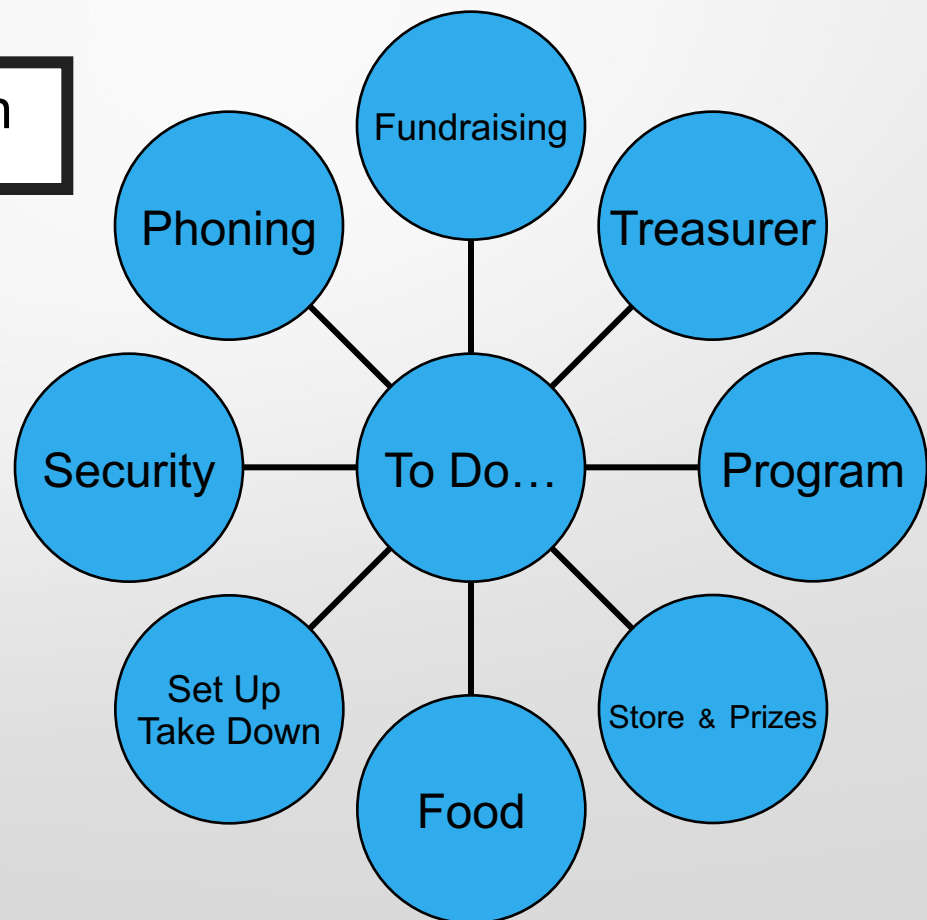 Fundraising
Phoning
Treasurer
Security
To Do…
Program
Set Up
Take Down
Store & Prizes
Food